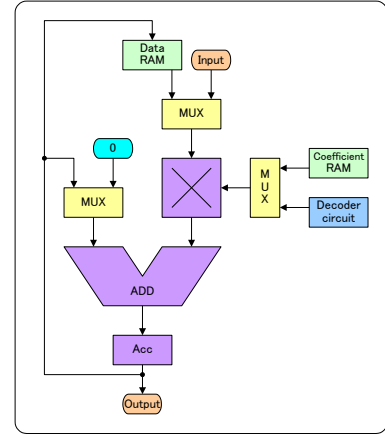 Data
RAM
Input
MUX
0
MUX
M
U
X
Coefficient
RAM
Decoder
circuit
ADD
Acc
Output